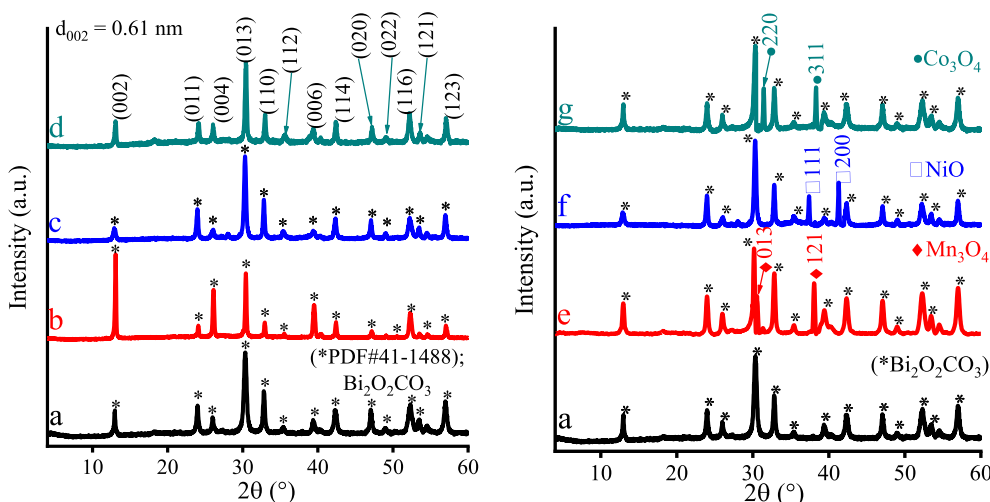 d₀₀₂ = 0.61 nm
(002)
(011)
(004)
(013)
(110)
(112)
(006)
(114)
(020)
(022)
(116)
(121)
(123)
d
c
b
(*PDF#41-1488);
Bi₂O₂CO₃
a
Intensity (a.u.)
10 20 30 40 50 60
2θ (°)
220
311
●Co₃O₄
g
□111
□200
□NiO
f
013
121
♦Mn₃O₄
e
(*Bi₂O₂CO₃)
a
Intensity (a.u.)
10 20 30 40 50 60
2θ (°)